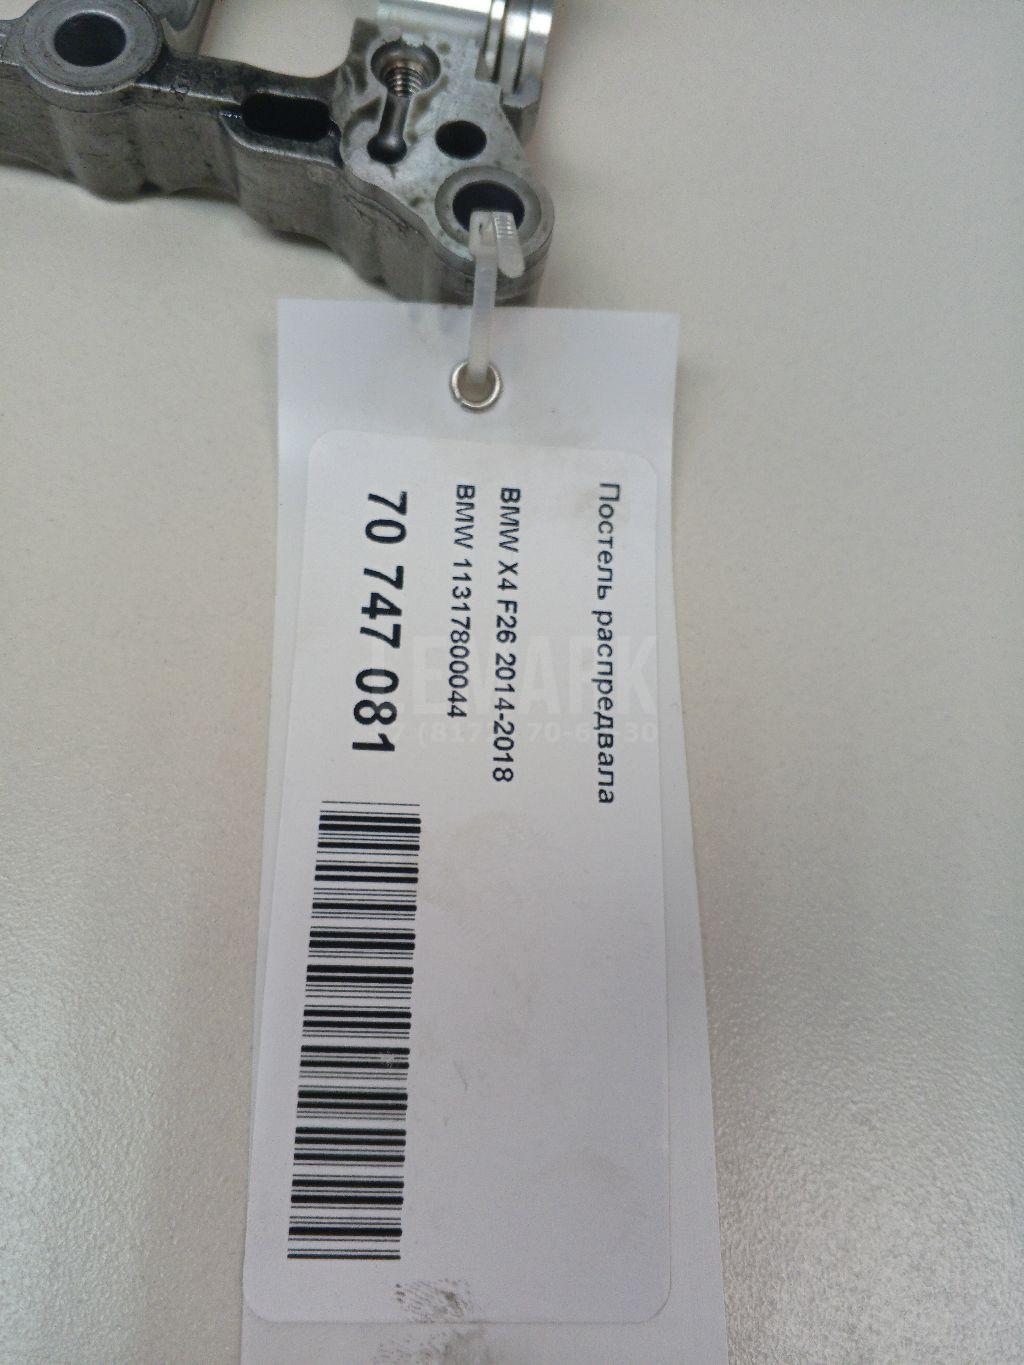 Постель распредвала
BMW X4 F26 2014-2018
BMW 11317800044
70 747 081